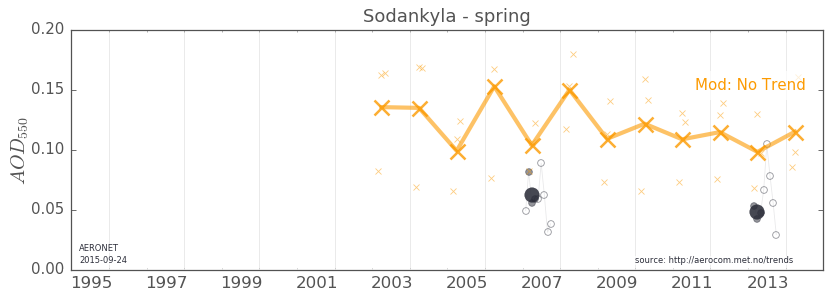 Sodankyla - spring
0.20
0.15
0.10
0.05
0.00
AOD550
Mod: No Trend
AERONET
2015-09-24
source: http://aerocom.met.no/trends
1995 1997 1999 2001 2003 2005 2007 2009 2011 2013